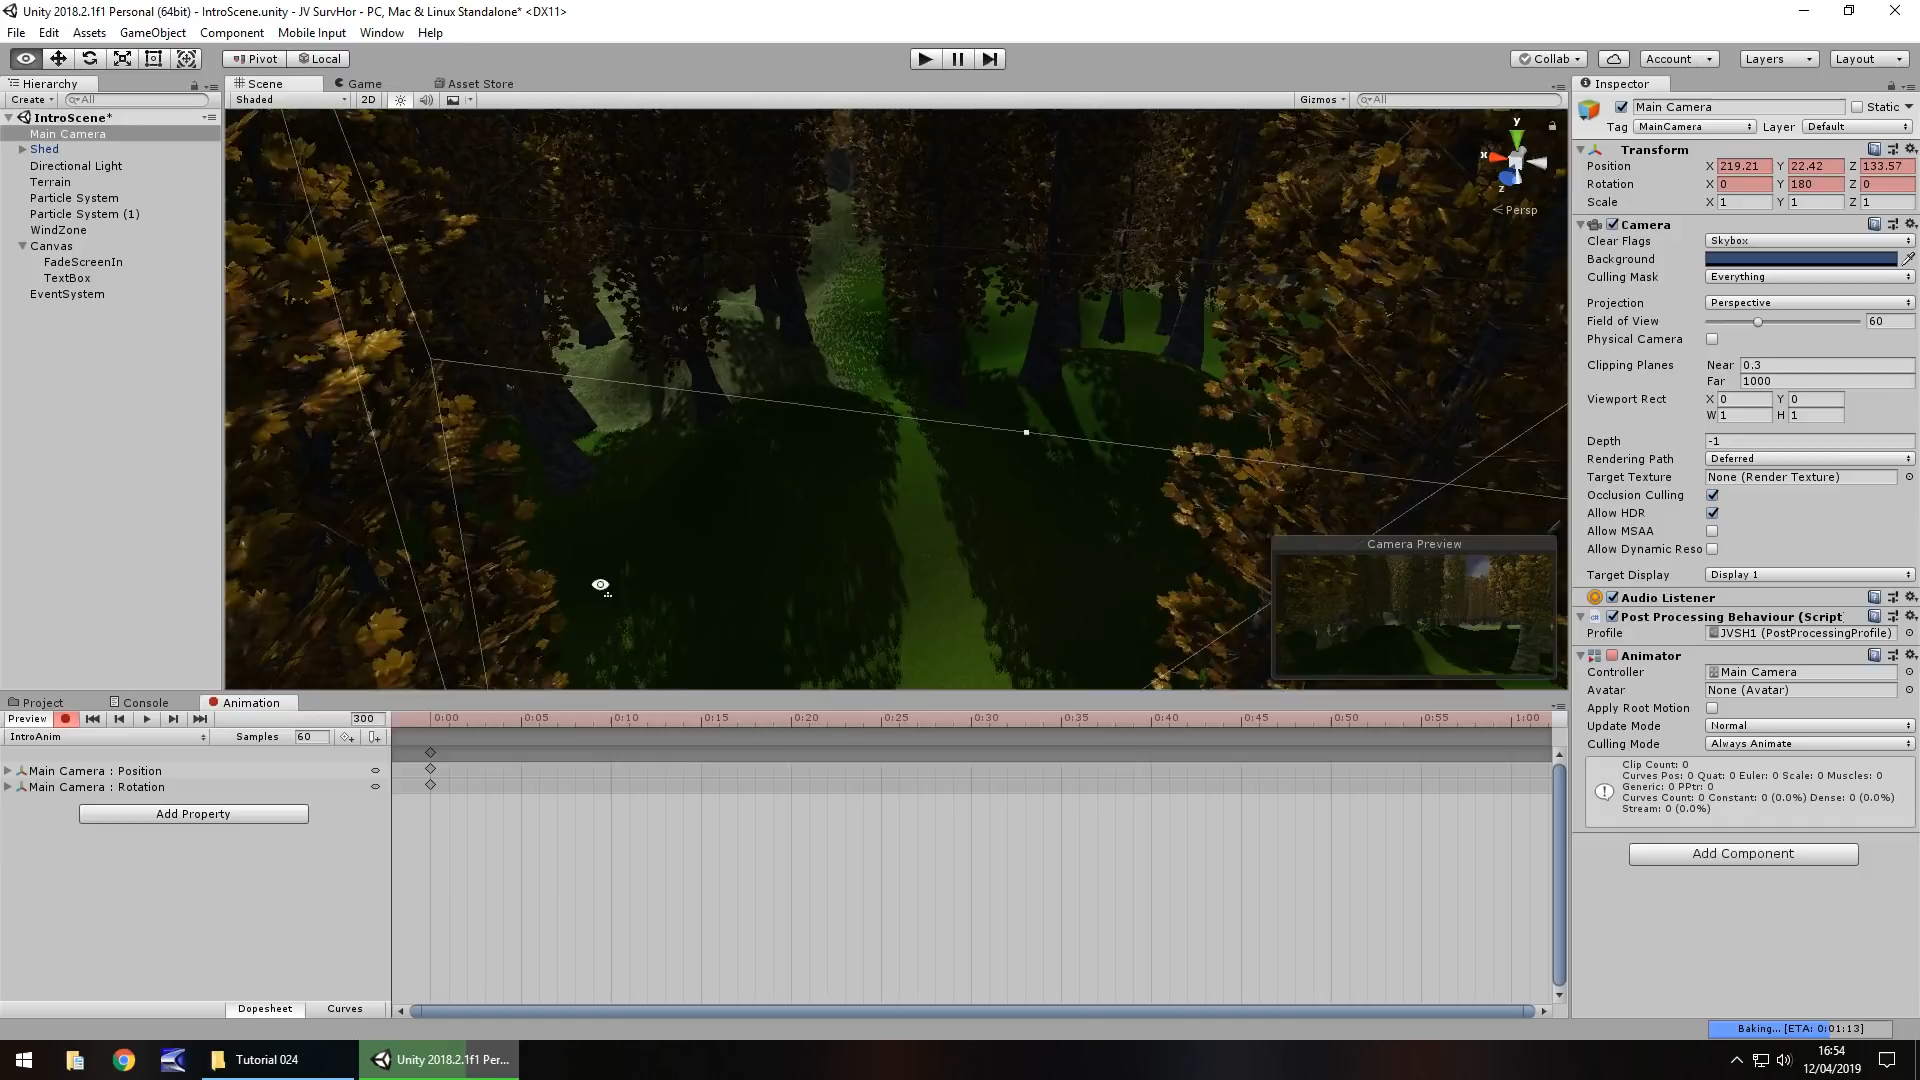 Unity 2018.2.1f1 Personal (64bit) - IntroScene.unity - JV SurvHor - PC, Mac & Linux Standalone* <DX11>
File Edit Assets GameObject Component Mobile Input Window Help
Pivot Local Collab Account Layers Layout
Hierarchy Scene Game Asset Store Inspector
Create All Shaded 2D Gizmos All
IntroScene*
Main Camera
Shed
Directional Light
Terrain
Particle System
Particle System (1)
WindZone
Canvas
FadeScreenIn
TextBox
EventSystem
y
x
z
Persp
Camera Preview
Main Camera Static
Tag MainCamera Layer Default
Transform
Position X 219.21 Y 22.42 Z 133.57
Rotation X 0 Y 180 Z 0
Scale X 1 Y 1 Z 1
Camera
Clear Flags Skybox
Background
Culling Mask Everything
Projection Perspective
Field of View 60
Physical Camera
Clipping Planes Near 0.3
Far 1000
Viewport Rect X 0 Y 0
W 1 H 1
Depth -1
Rendering Path Deferred
Target Texture None (Render Texture)
Occlusion Culling
Allow HDR
Allow MSAA
Allow Dynamic Reso
Target Display Display 1
Audio Listener
Post Processing Behaviour (Script)
Profile JVSH1 (PostProcessingProfile)
Animator
Controller Main Camera
Avatar None (Avatar)
Apply Root Motion
Update Mode Normal
Culling Mode Always Animate
Clip Count: 0
Curves Pos: 0 Quat: 0 Euler: 0 Scale: 0 Muscles: 0
Generic: 0 PPtr: 0
Curves Count: 0 Constant: 0 (0.0%) Dense: 0 (0.0%)
Stream: 0 (0.0%)
Add Component
Project Console Animation
Preview 300 0:00 0:05 0:10 0:15 0:20 0:25 0:30 0:35 0:40 0:45 0:50 0:55 1:00
IntroAnim Samples 60
Main Camera : Position
Main Camera : Rotation
Add Property
Dopesheet Curves
Baking... [ETA: 0:01:13]
Tutorial 024 Unity 2018.2.1f1 Per...
16:54
12/04/2019